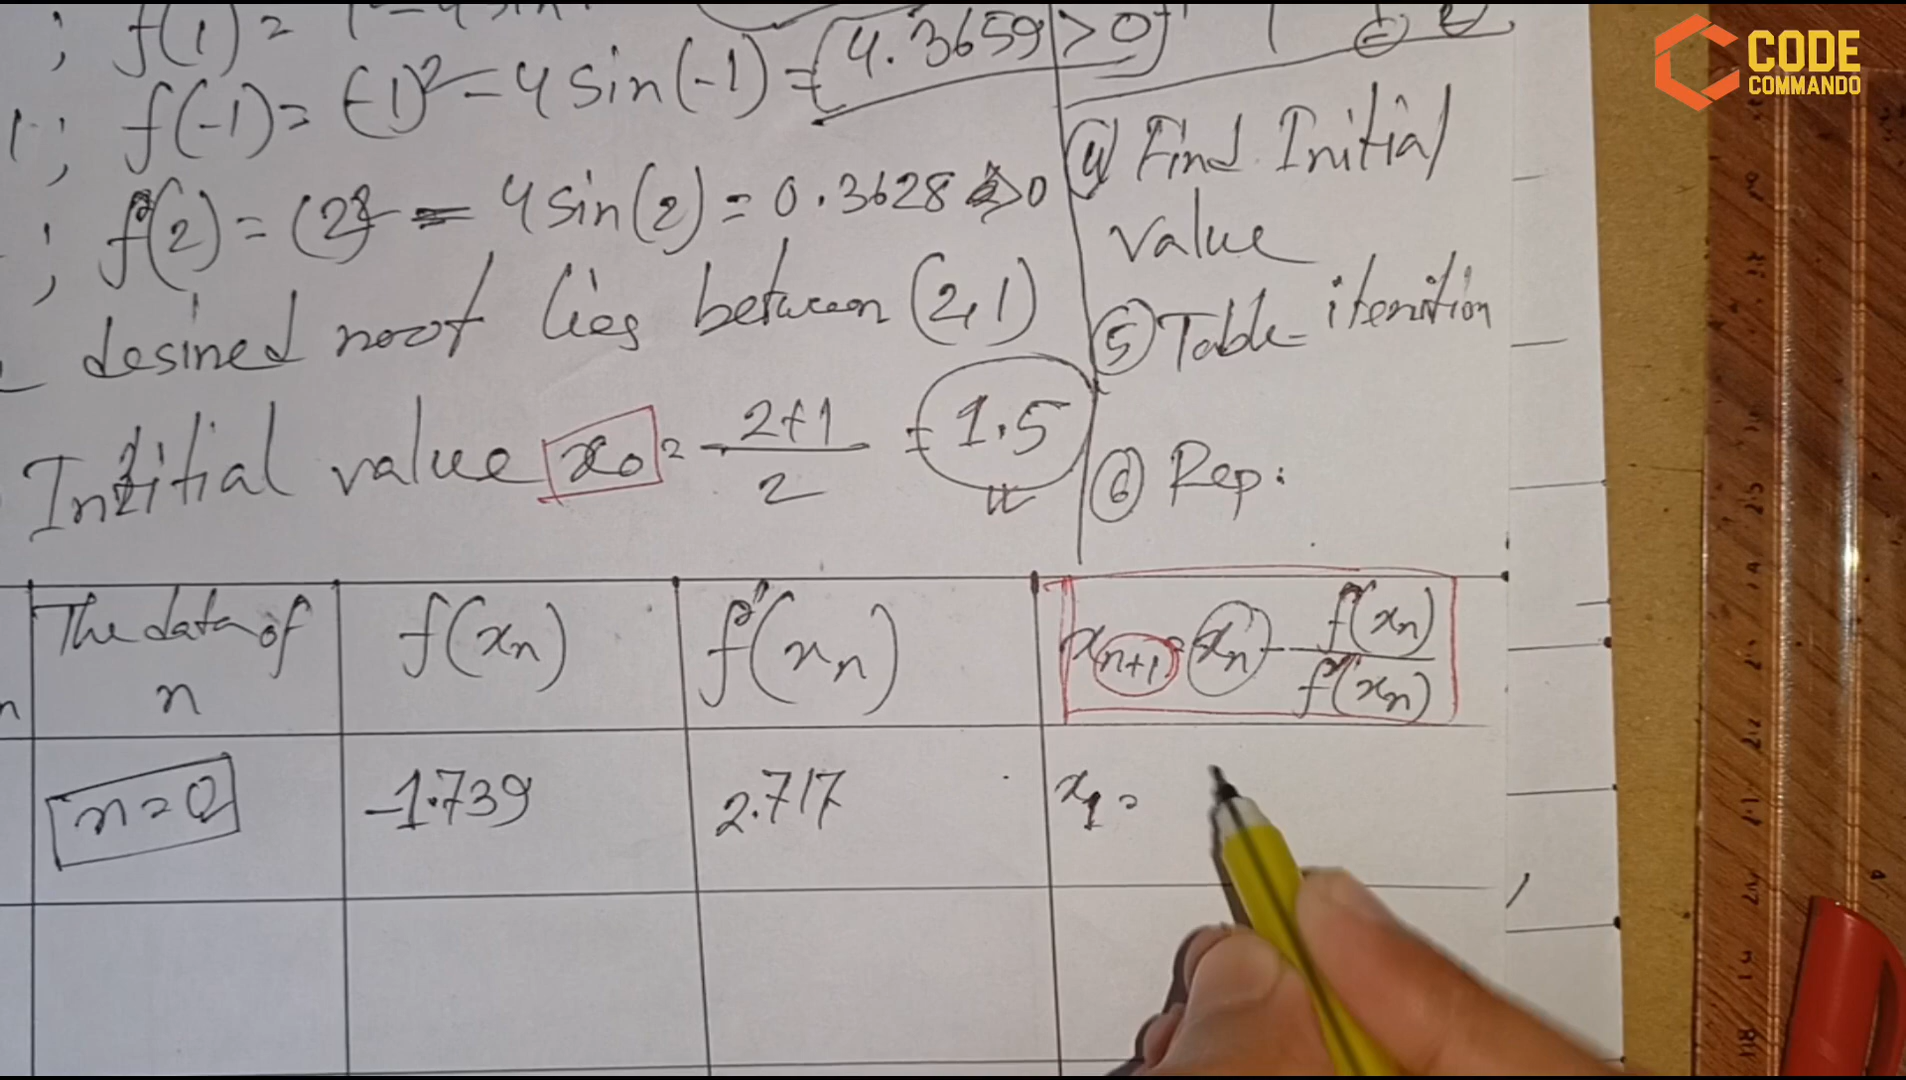 ; f(1) = 1² - 4 sin
; f(-1) = (-1)² - 4 sin(-1) = 4.3659 > 0
; f(2) = (2)² - 4 sin(2) = 0.3628 > 0
desired root lies between (2, 1)
Initial value x₀ = 2+1/2 = 1.5
④ Find Initial
value
⑤ Table-iteration
⑥ Rep:
The data of n | f(xₙ) | f'(xₙ) | xₙ₊₁ = xₙ - f(xₙ)/f'(xₙ)
n = 0 | -1.739 | 2.717 | x₁ =
CODE
COMMANDO